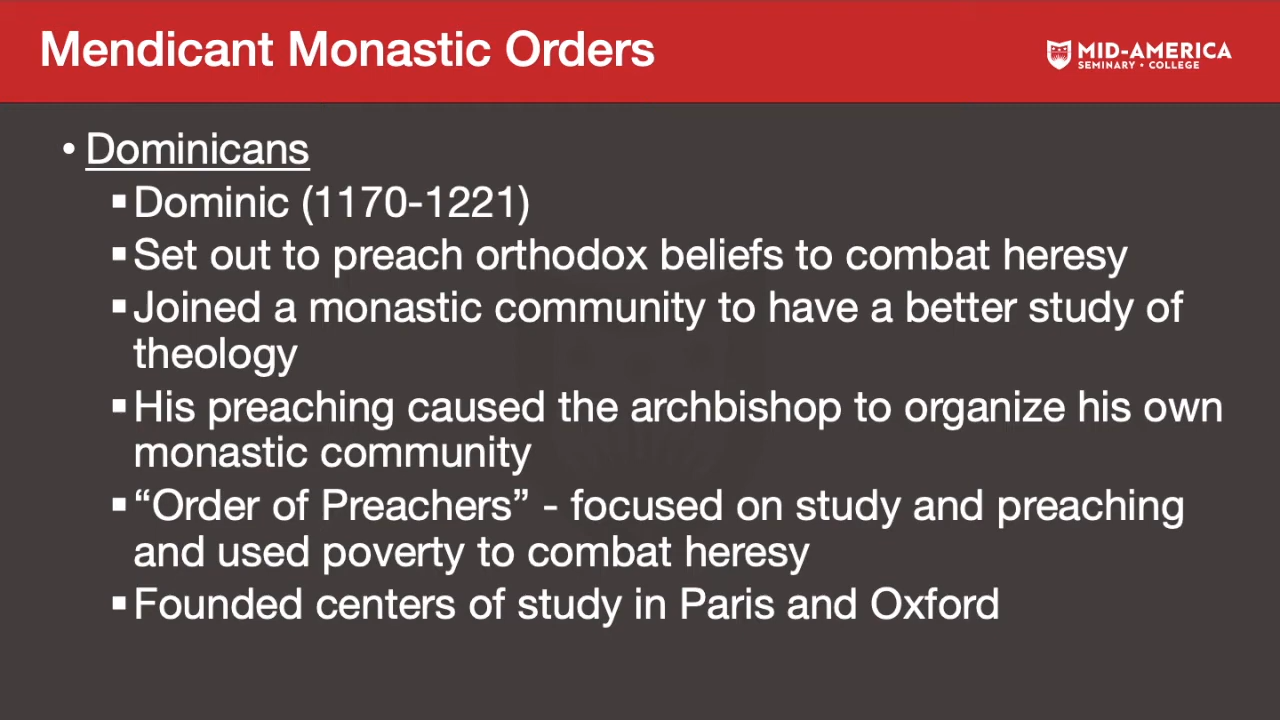 Mendicant Monastic Orders
MID-AMERICA
SEMINARY • COLLEGE
• Dominicans
▪ Dominic (1170-1221)
▪ Set out to preach orthodox beliefs to combat heresy
▪ Joined a monastic community to have a better study of
theology
▪ His preaching caused the archbishop to organize his own
monastic community
▪ “Order of Preachers” - focused on study and preaching
and used poverty to combat heresy
▪ Founded centers of study in Paris and Oxford